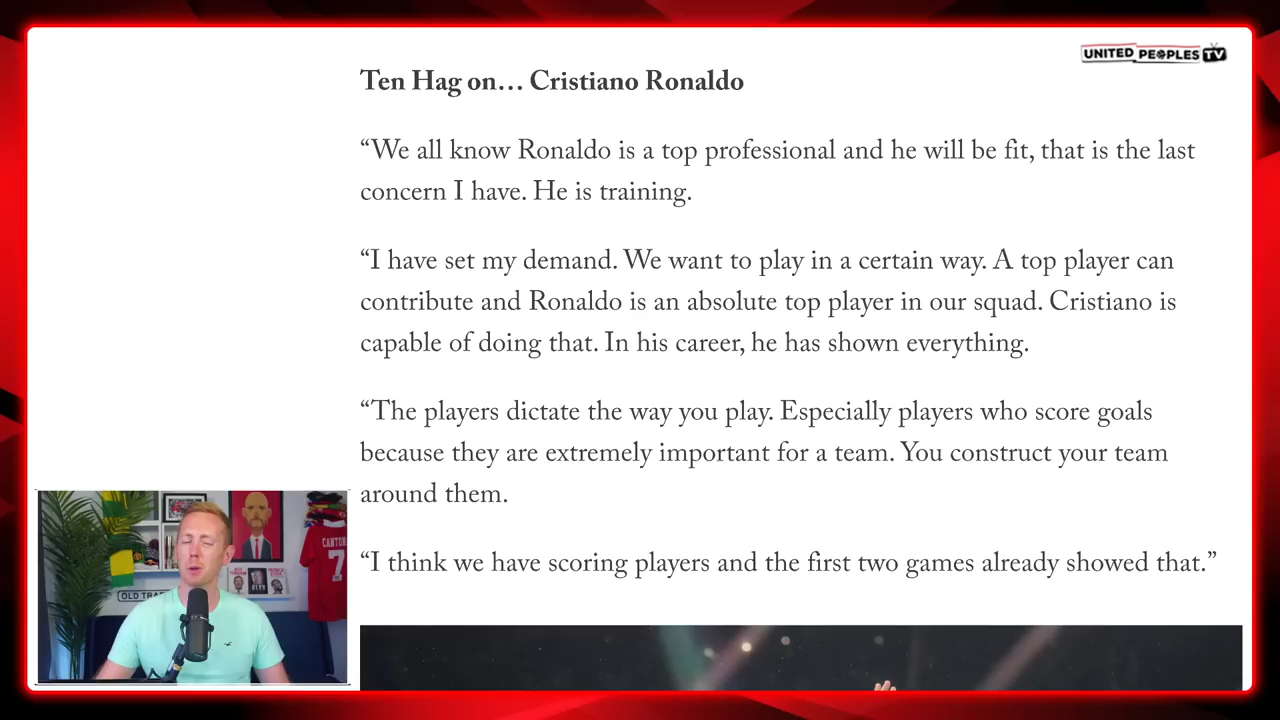 UNITED PEOPLES TV
Ten Hag on… Cristiano Ronaldo
“We all know Ronaldo is a top professional and he will be fit, that is the last
concern I have. He is training.
“I have set my demand. We want to play in a certain way. A top player can
contribute and Ronaldo is an absolute top player in our squad. Cristiano is
capable of doing that. In his career, he has shown everything.
“The players dictate the way you play. Especially players who score goals
because they are extremely important for a team. You construct your team
around them.
“I think we have scoring players and the first two games already showed that.”
CANTON
7
OLD TRA